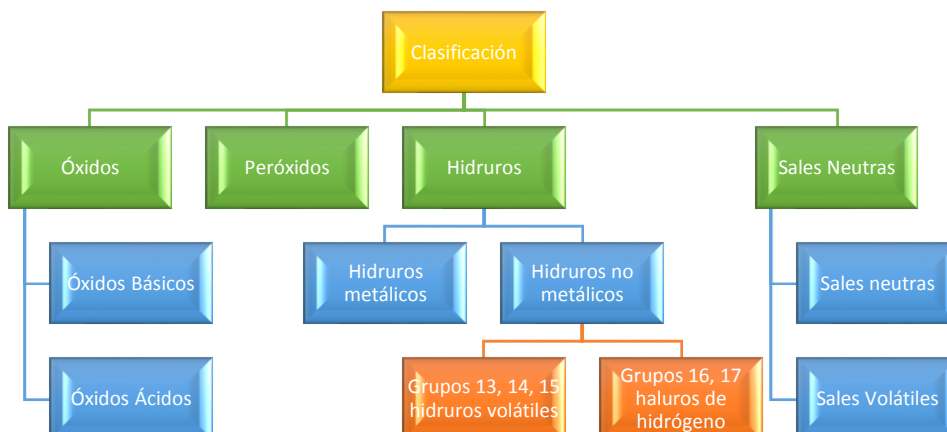 Clasificación
Óxidos
Peróxidos
Hidruros
Sales Neutras
Óxidos Básicos
Hidruros
metálicos
Hidruros no
metálicos
Sales neutras
Óxidos Ácidos
Grupos 13, 14, 15
hidruros volátiles
Grupos 16, 17
haluros de
hidrógeno
Sales Volátiles